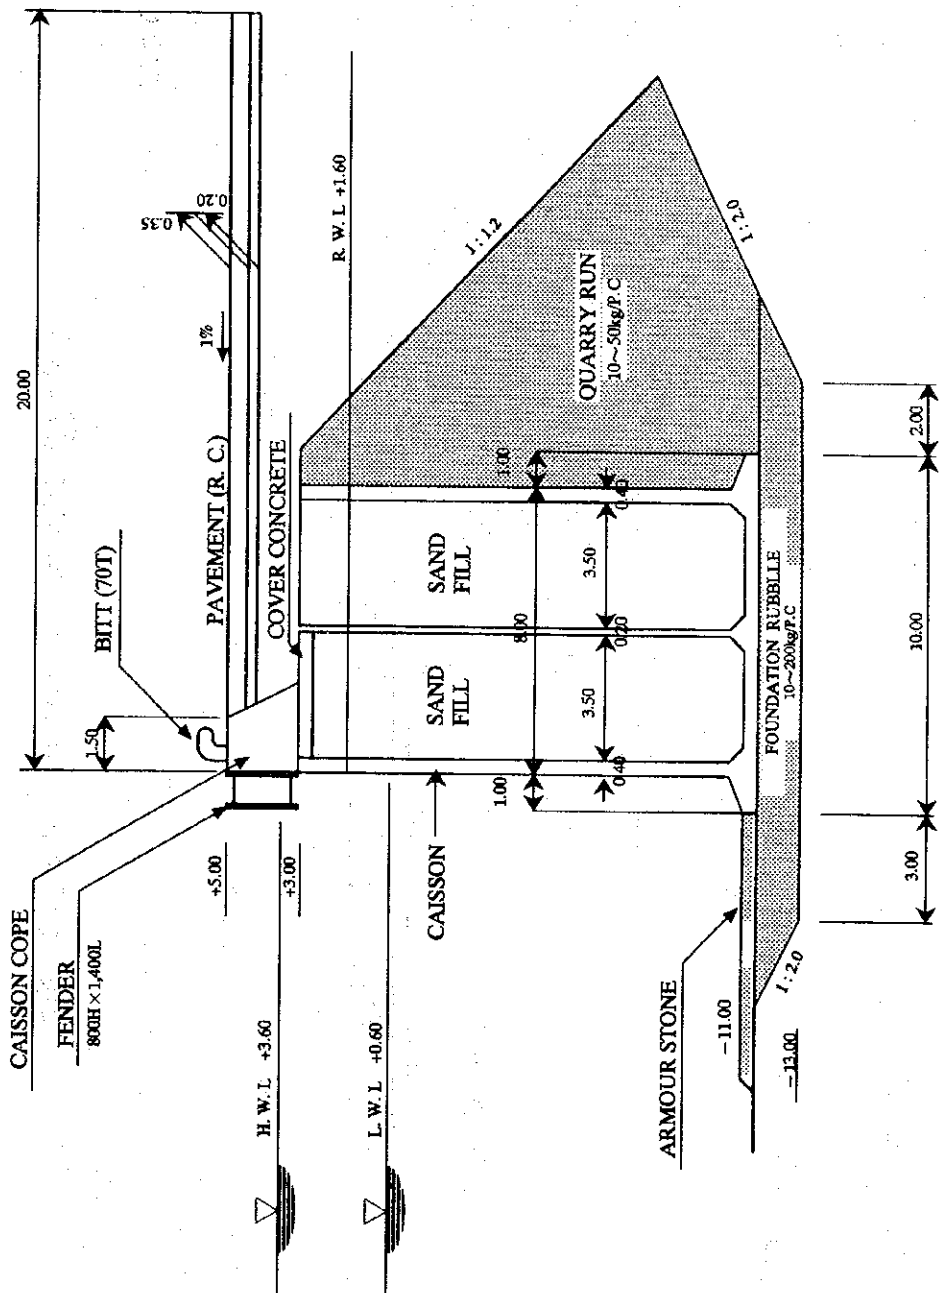 20.00
0.20
0.35
1%
R. W. L +1.60
1 : 1.2
1 : 2.0
QUARRY RUN
10~50kg/P.C
BITT (70T)
PAVEMENT (R. C.)
COVER CONCRETE
1.50
1.00
0.40
SAND
FILL
3.50
8.00
0.20
SAND
FILL
3.50
0.40
1.00
FOUNDATION RUBBLLE
10~200kg/P.C
2.00
10.00
3.00
CAISSON COPE
FENDER
800H×1,400L
+5.00
+3.00
CAISSON
H. W. L +3.60
L. W. L +0.60
ARMOUR STONE
-11.00
-13.00
1 : 2.0